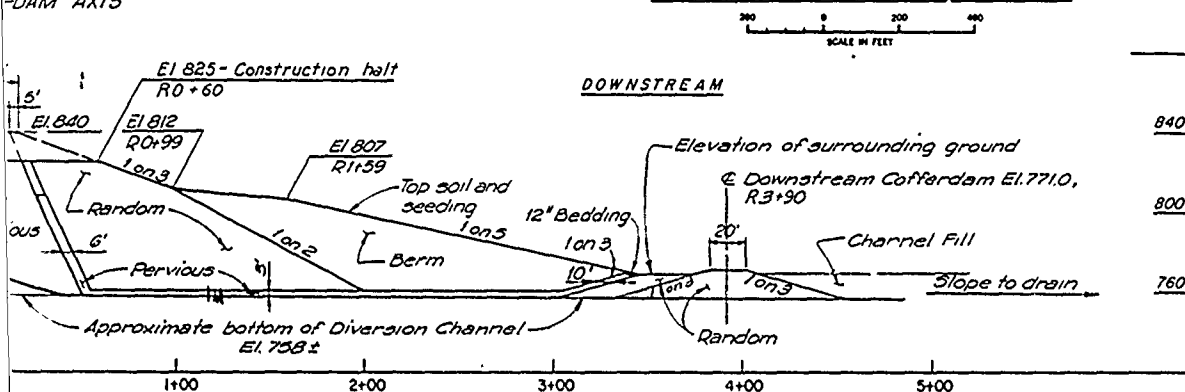 DAM AXIS
200 0 200 400
SCALE IN FEET
El 825 - Construction halt
R0+60
DOWNSTREAM
5'
El. 840
El 812
R0+99
El 807
R1+59
840
Elevation of surrounding ground
℄ Downstream Cofferdam El. 771.0,
R3+90
1 on 3
Top soil and
seeding
12" Bedding
800
Random
1 on 2
1 on 5
1 on 3
20'
Channel Fill
ious
6'
Berm
10'
Pervious
3'
1 on 3
Slope to drain
760
Approximate bottom of Diversion Channel
El. 758 ±
Random
1+00 2+00 3+00 4+00 5+00